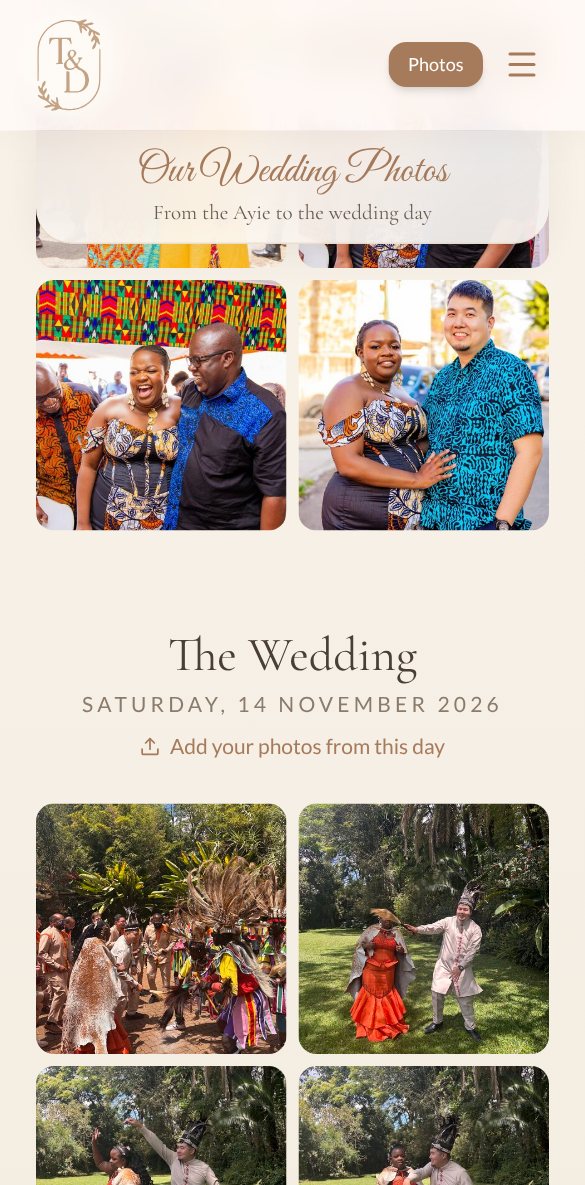 T&D
Photos
Our Wedding Photos
From the Ayie to the wedding day
The Wedding
SATURDAY, 14 NOVEMBER 2026
Add your photos from this day